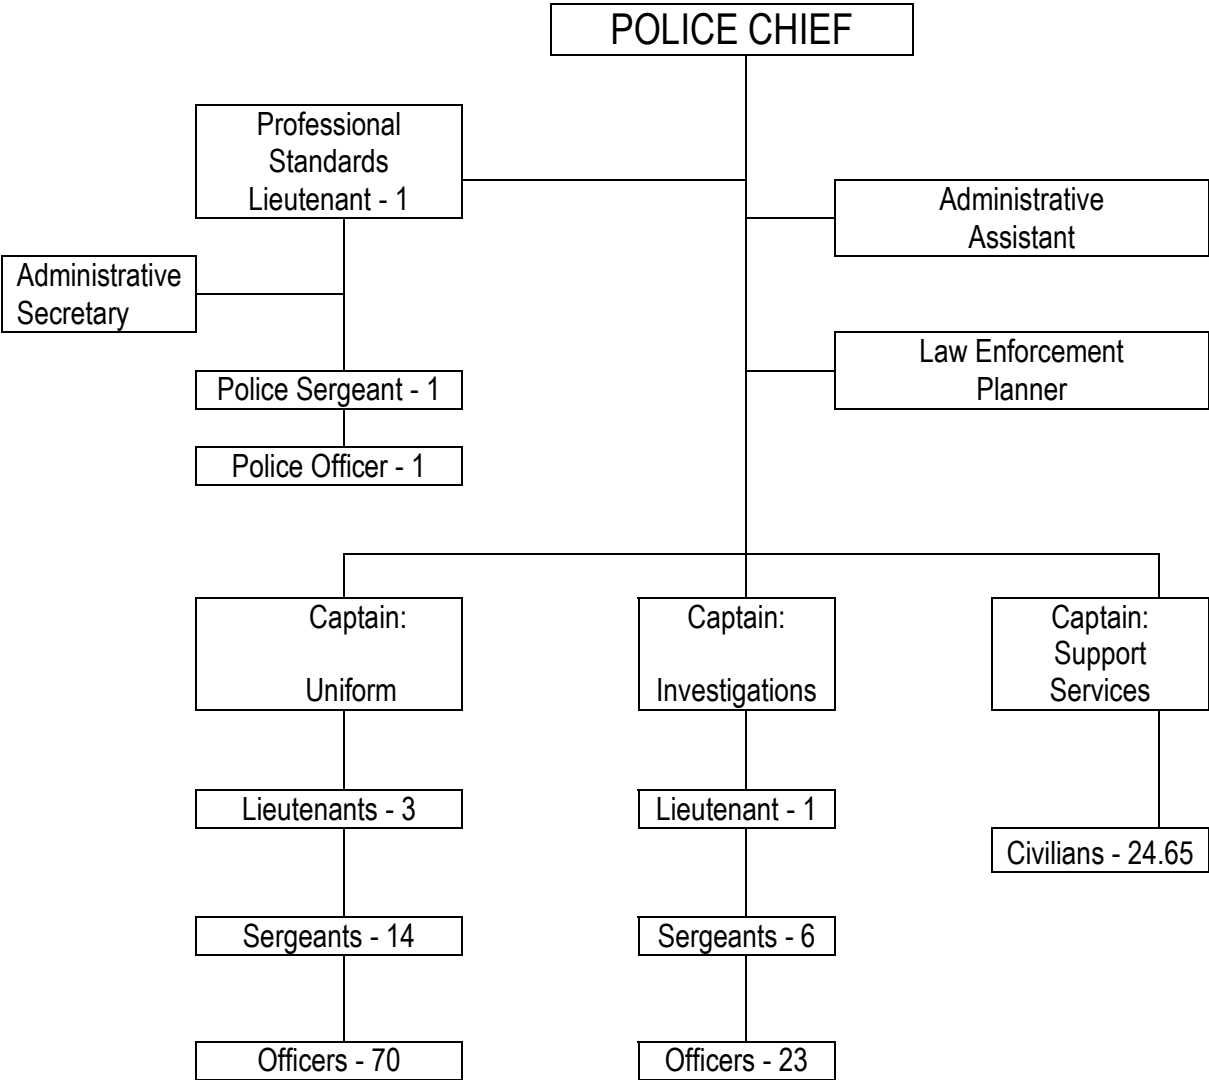 POLICE CHIEF
Professional
Standards
Lieutenant - 1
Administrative
Assistant
Administrative
Secretary
Law Enforcement
Planner
Police Sergeant - 1
Police Officer - 1
Captain:
Uniform
Captain:
Investigations
Captain:
Support
Services
Lieutenants - 3
Lieutenant - 1
Civilians - 24.65
Sergeants - 14
Sergeants - 6
Officers - 70
Officers - 23